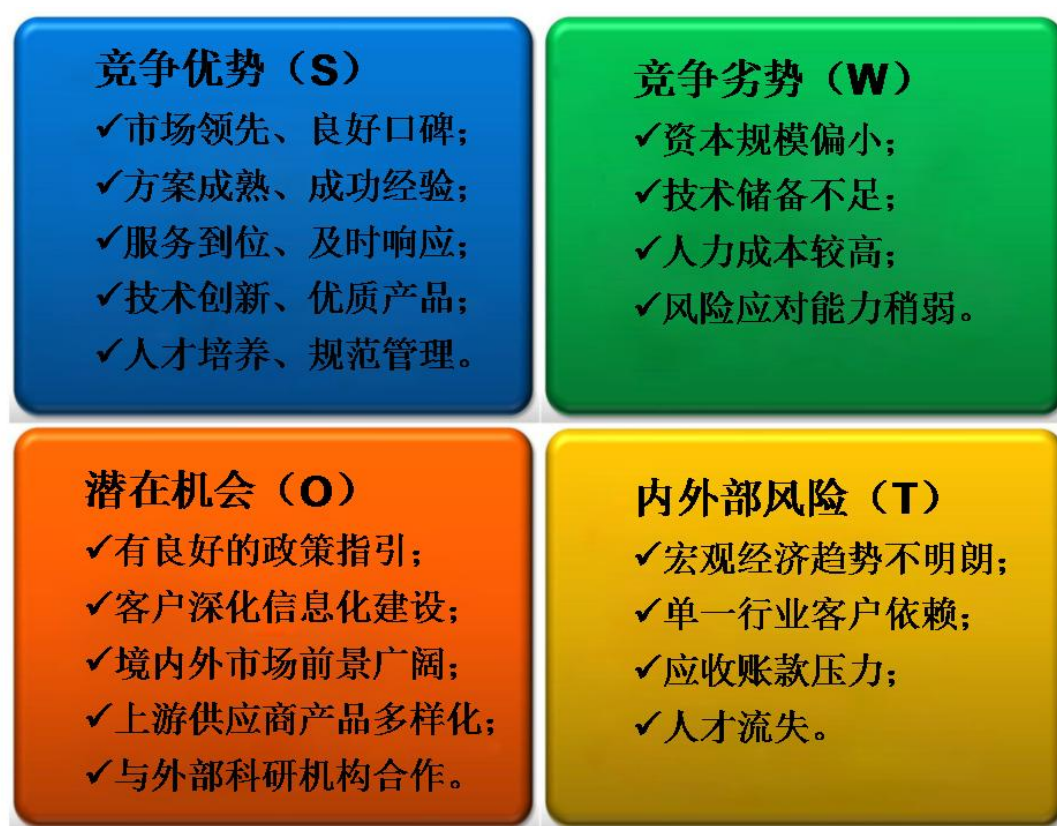 竞争优势（S）
✓市场领先、良好口碑；
✓方案成熟、成功经验；
✓服务到位、及时响应；
✓技术创新、优质产品；
✓人才培养、规范管理。
竞争劣势（W）
✓资本规模偏小；
✓技术储备不足；
✓人力成本较高；
✓风险应对能力稍弱。
潜在机会（O）
✓有良好的政策指引；
✓客户深化信息化建设；
✓境内外市场前景广阔；
✓上游供应商产品多样化；
✓与外部科研机构合作。
内外部风险（T）
✓宏观经济趋势不明朗；
✓单一行业客户依赖；
✓应收账款压力；
✓人才流失。